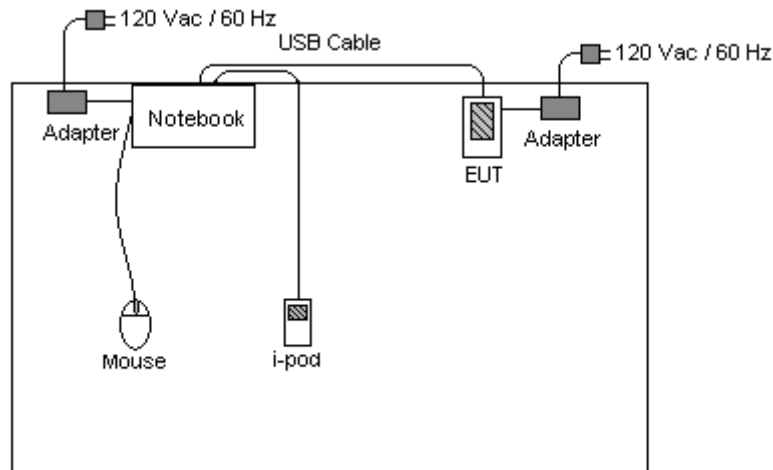 120 Vac / 60 Hz
USB Cable
120 Vac / 60 Hz
Adapter
Notebook
Adapter
EUT
Mouse
i-pod